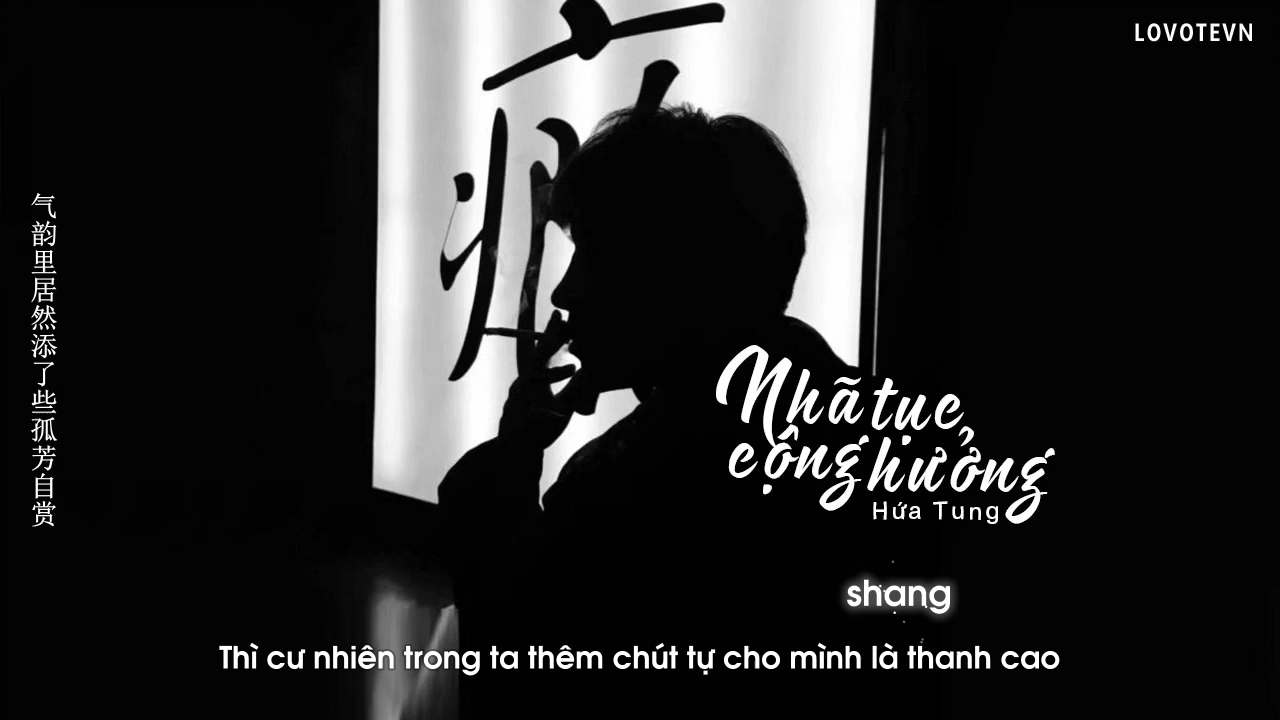 LOVOTEVN
气韵里居然添了些孤芳自赏
Nhã tục
cộng hưởng
Hứa Tung
shang
Thì cư nhiên trong ta thêm chút tự cho mình là thanh cao